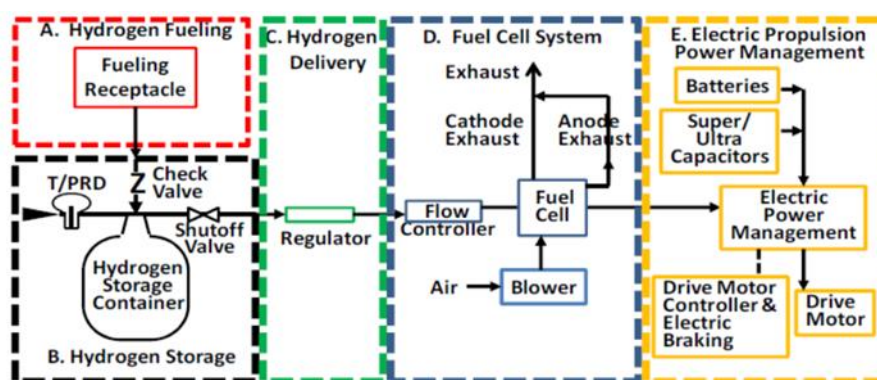 A. Hydrogen Fueling
Fueling
Receptacle
T/PRD
Z
Check
Valve
Shutoff
Valve
Hydrogen
Storage
Container
B. Hydrogen Storage
C. Hydrogen
Delivery
Regulator
D. Fuel Cell System
Exhaust
Cathode
Exhaust
Anode
Exhaust
Flow
Controller
Fuel
Cell
Air
Blower
E. Electric Propulsion
Power Management
Batteries
Super/
Ultra
Capacitors
Electric
Power
Management
Drive Motor
Controller &
Electric
Braking
Drive
Motor